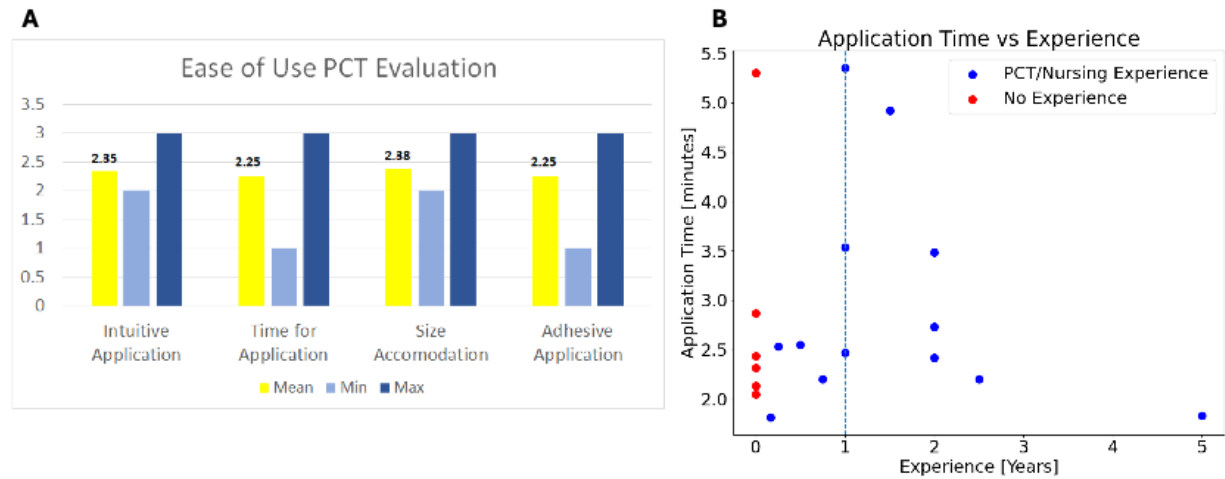 A
Ease of Use PCT Evaluation
3.5
3
2.5
2
1.5
1
0.5
0
2.35
2.25
2.38
2.25
Intuitive
Application
Time for
Application
Size
Accomodation
Adhesive
Application
Mean Min Max
B
Application Time vs Experience
Application Time [minutes]
5.5
5.0
4.5
4.0
3.5
3.0
2.5
2.0
PCT/Nursing Experience
No Experience
0 1 2 3 4 5
Experience [Years]